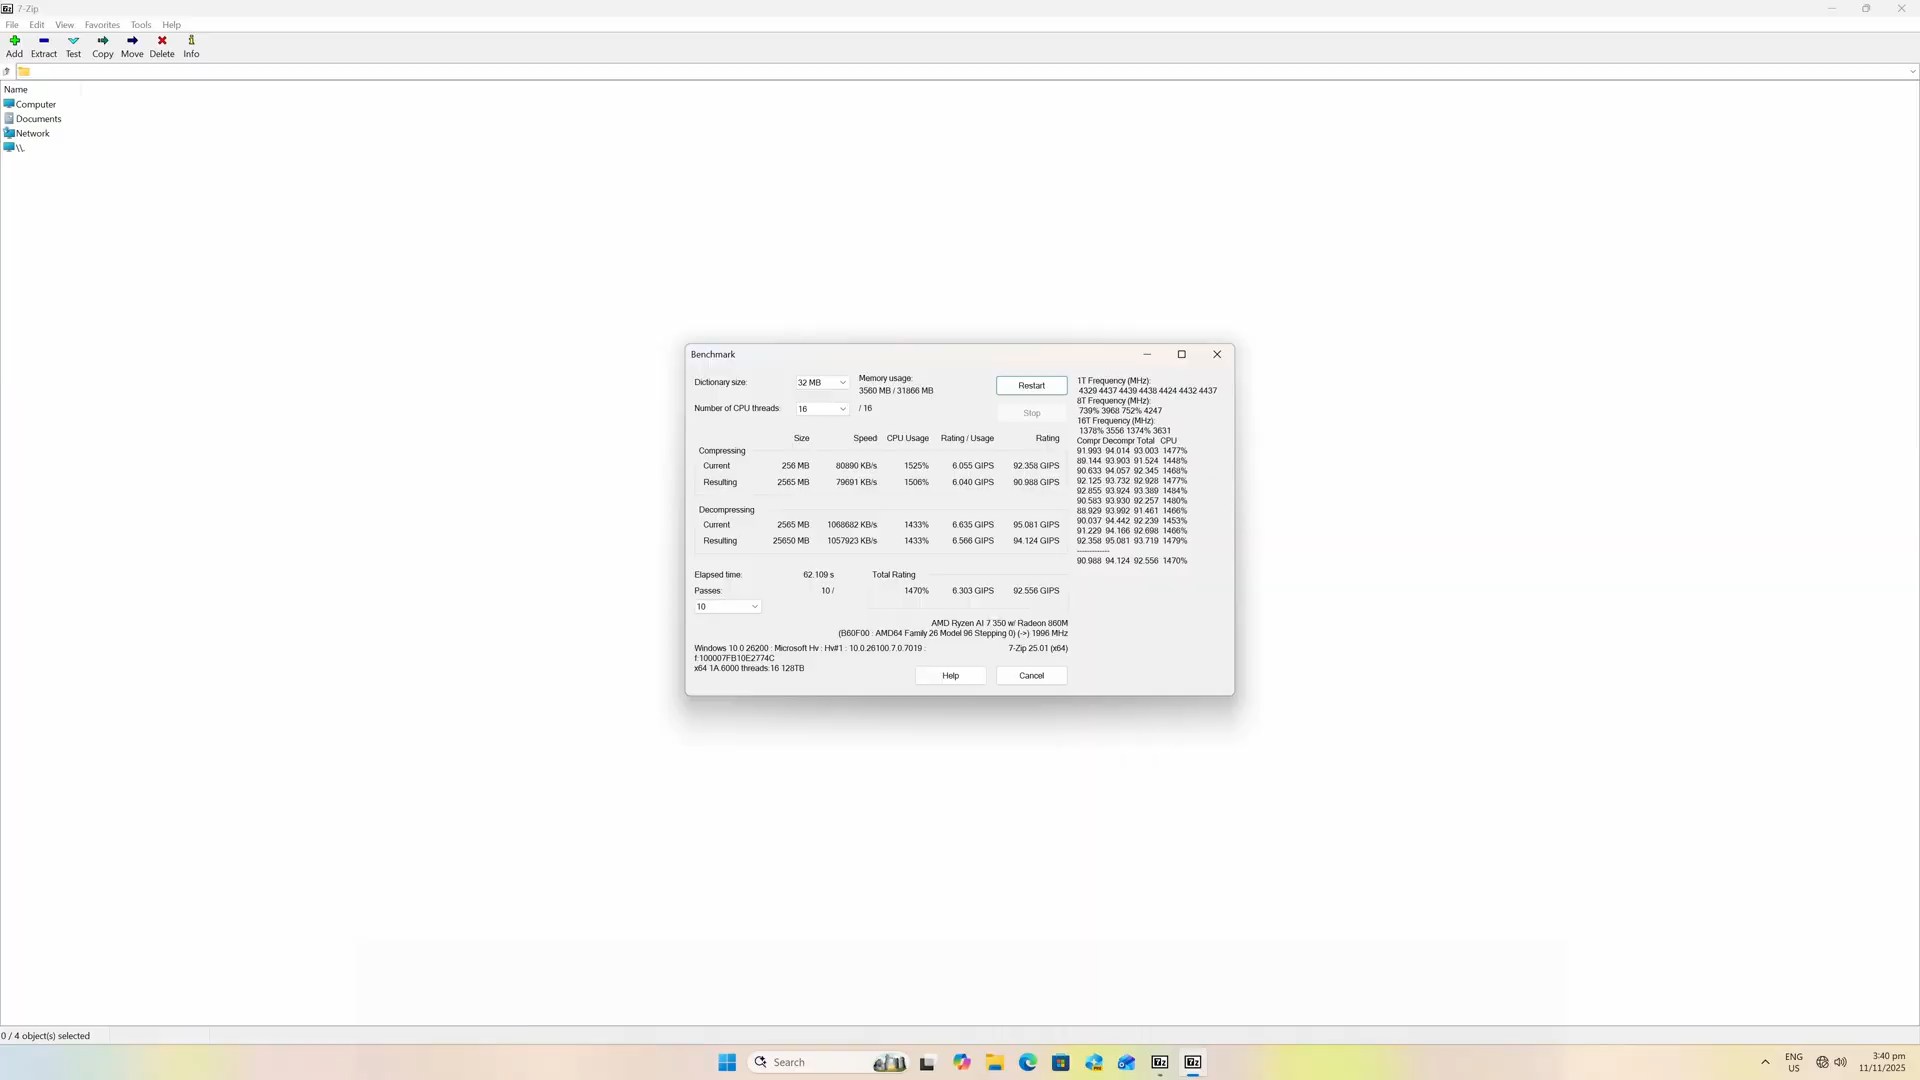 7-Zip
File Edit View Favorites Tools Help
Add Extract Test Copy Move Delete Info
Name
Computer
Documents
Network
\\.
Benchmark
Dictionary size: 32 MB Memory usage: 3560 MB / 31866 MB Restart
Number of CPU threads: 16 / 16 Stop
Size Speed CPU Usage Rating / Usage Rating
Compressing
Current 256 MB 80890 KB/s 1525% 6.055 GIPS 92.358 GIPS
Resulting 2565 MB 79691 KB/s 1506% 6.040 GIPS 90.988 GIPS
Decompressing
Current 2565 MB 1068682 KB/s 1433% 6.635 GIPS 95.081 GIPS
Resulting 25650 MB 1057923 KB/s 1433% 6.566 GIPS 94.124 GIPS
Elapsed time: 62.109 s Total Rating
Passes: 10 / 1470% 6.303 GIPS 92.556 GIPS
10
AMD Ryzen AI 7 350 w/ Radeon 860M
(B60F00 : AMD64 Family 26 Model 96 Stepping 0) (->) 1996 MHz
Windows 10.0 26200 : Microsoft Hv : Hv#1 : 10.0.26100.7.0.7019 : 7-Zip 25.01 (x64)
f:100007FB10E2774C
x64 1A.6000 threads:16 128TB
Help Cancel
1T Frequency (MHz):
4329 4437 4439 4438 4424 4432 4437
8T Frequency (MHz):
739% 3968 752% 4247
16T Frequency (MHz):
1378% 3556 1374% 3631
Compr Decompr Total CPU
91.993 94.014 93.003 1477%
89.144 93.903 91.524 1448%
90.633 94.057 92.345 1468%
92.125 93.732 92.928 1477%
92.855 93.924 93.389 1484%
90.583 93.930 92.257 1480%
88.929 93.992 91.461 1466%
90.037 94.442 92.239 1453%
91.229 94.166 92.698 1466%
92.358 95.081 93.719 1479%
-------------
90.988 94.124 92.556 1470%
0 / 4 object(s) selected
Search
ENG
US
3:40 pm
11/11/2025